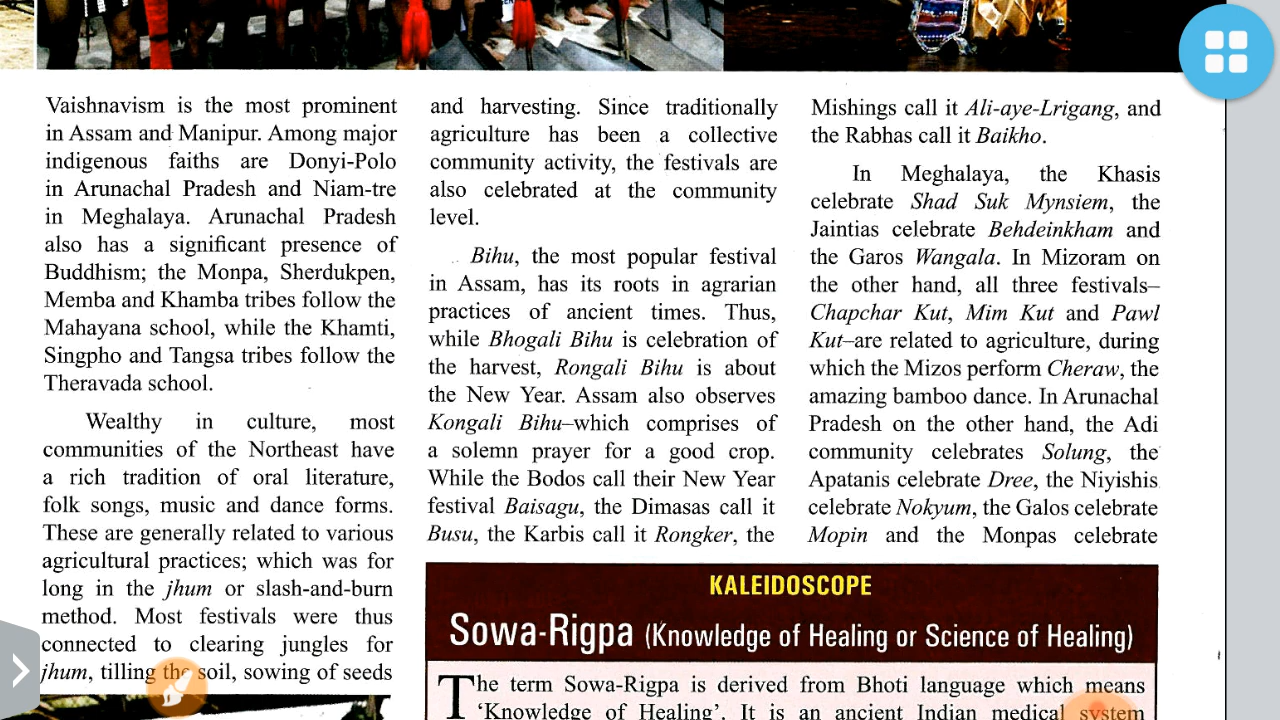 Vaishnavism is the most prominent
in Assam and Manipur. Among major
indigenous faiths are Donyi-Polo
in Arunachal Pradesh and Niam-tre
in Meghalaya. Arunachal Pradesh
also has a significant presence of
Buddhism; the Monpa, Sherdukpen,
Memba and Khamba tribes follow the
Mahayana school, while the Khamti,
Singpho and Tangsa tribes follow the
Theravada school.
Wealthy in culture, most
communities of the Northeast have
a rich tradition of oral literature,
folk songs, music and dance forms.
These are generally related to various
agricultural practices; which was for
long in the jhum or slash-and-burn
method. Most festivals were thus
connected to clearing jungles for
jhum, tilling the soil, sowing of seeds
and harvesting. Since traditionally
agriculture has been a collective
community activity, the festivals are
also celebrated at the community
level.
Bihu, the most popular festival
in Assam, has its roots in agrarian
practices of ancient times. Thus,
while Bhogali Bihu is celebration of
the harvest, Rongali Bihu is about
the New Year. Assam also observes
Kongali Bihu–which comprises of
a solemn prayer for a good crop.
While the Bodos call their New Year
festival Baisagu, the Dimasas call it
Busu, the Karbis call it Rongker, the
Mishings call it Ali-aye-Lrigang, and
the Rabhas call it Baikho.
In Meghalaya, the Khasis
celebrate Shad Suk Mynsiem, the
Jaintias celebrate Behdeinkham and
the Garos Wangala. In Mizoram on
the other hand, all three festivals–
Chapchar Kut, Mim Kut and Pawl
Kut–are related to agriculture, during
which the Mizos perform Cheraw, the
amazing bamboo dance. In Arunachal
Pradesh on the other hand, the Adi
community celebrates Solung, the
Apatanis celebrate Dree, the Niyishis
celebrate Nokyum, the Galos celebrate
Mopin and the Monpas celebrate
KALEIDOSCOPE
Sowa-Rigpa (Knowledge of Healing or Science of Healing)
The term Sowa-Rigpa is derived from Bhoti language which means
‘Knowledge of Healing’. It is an ancient Indian medical system